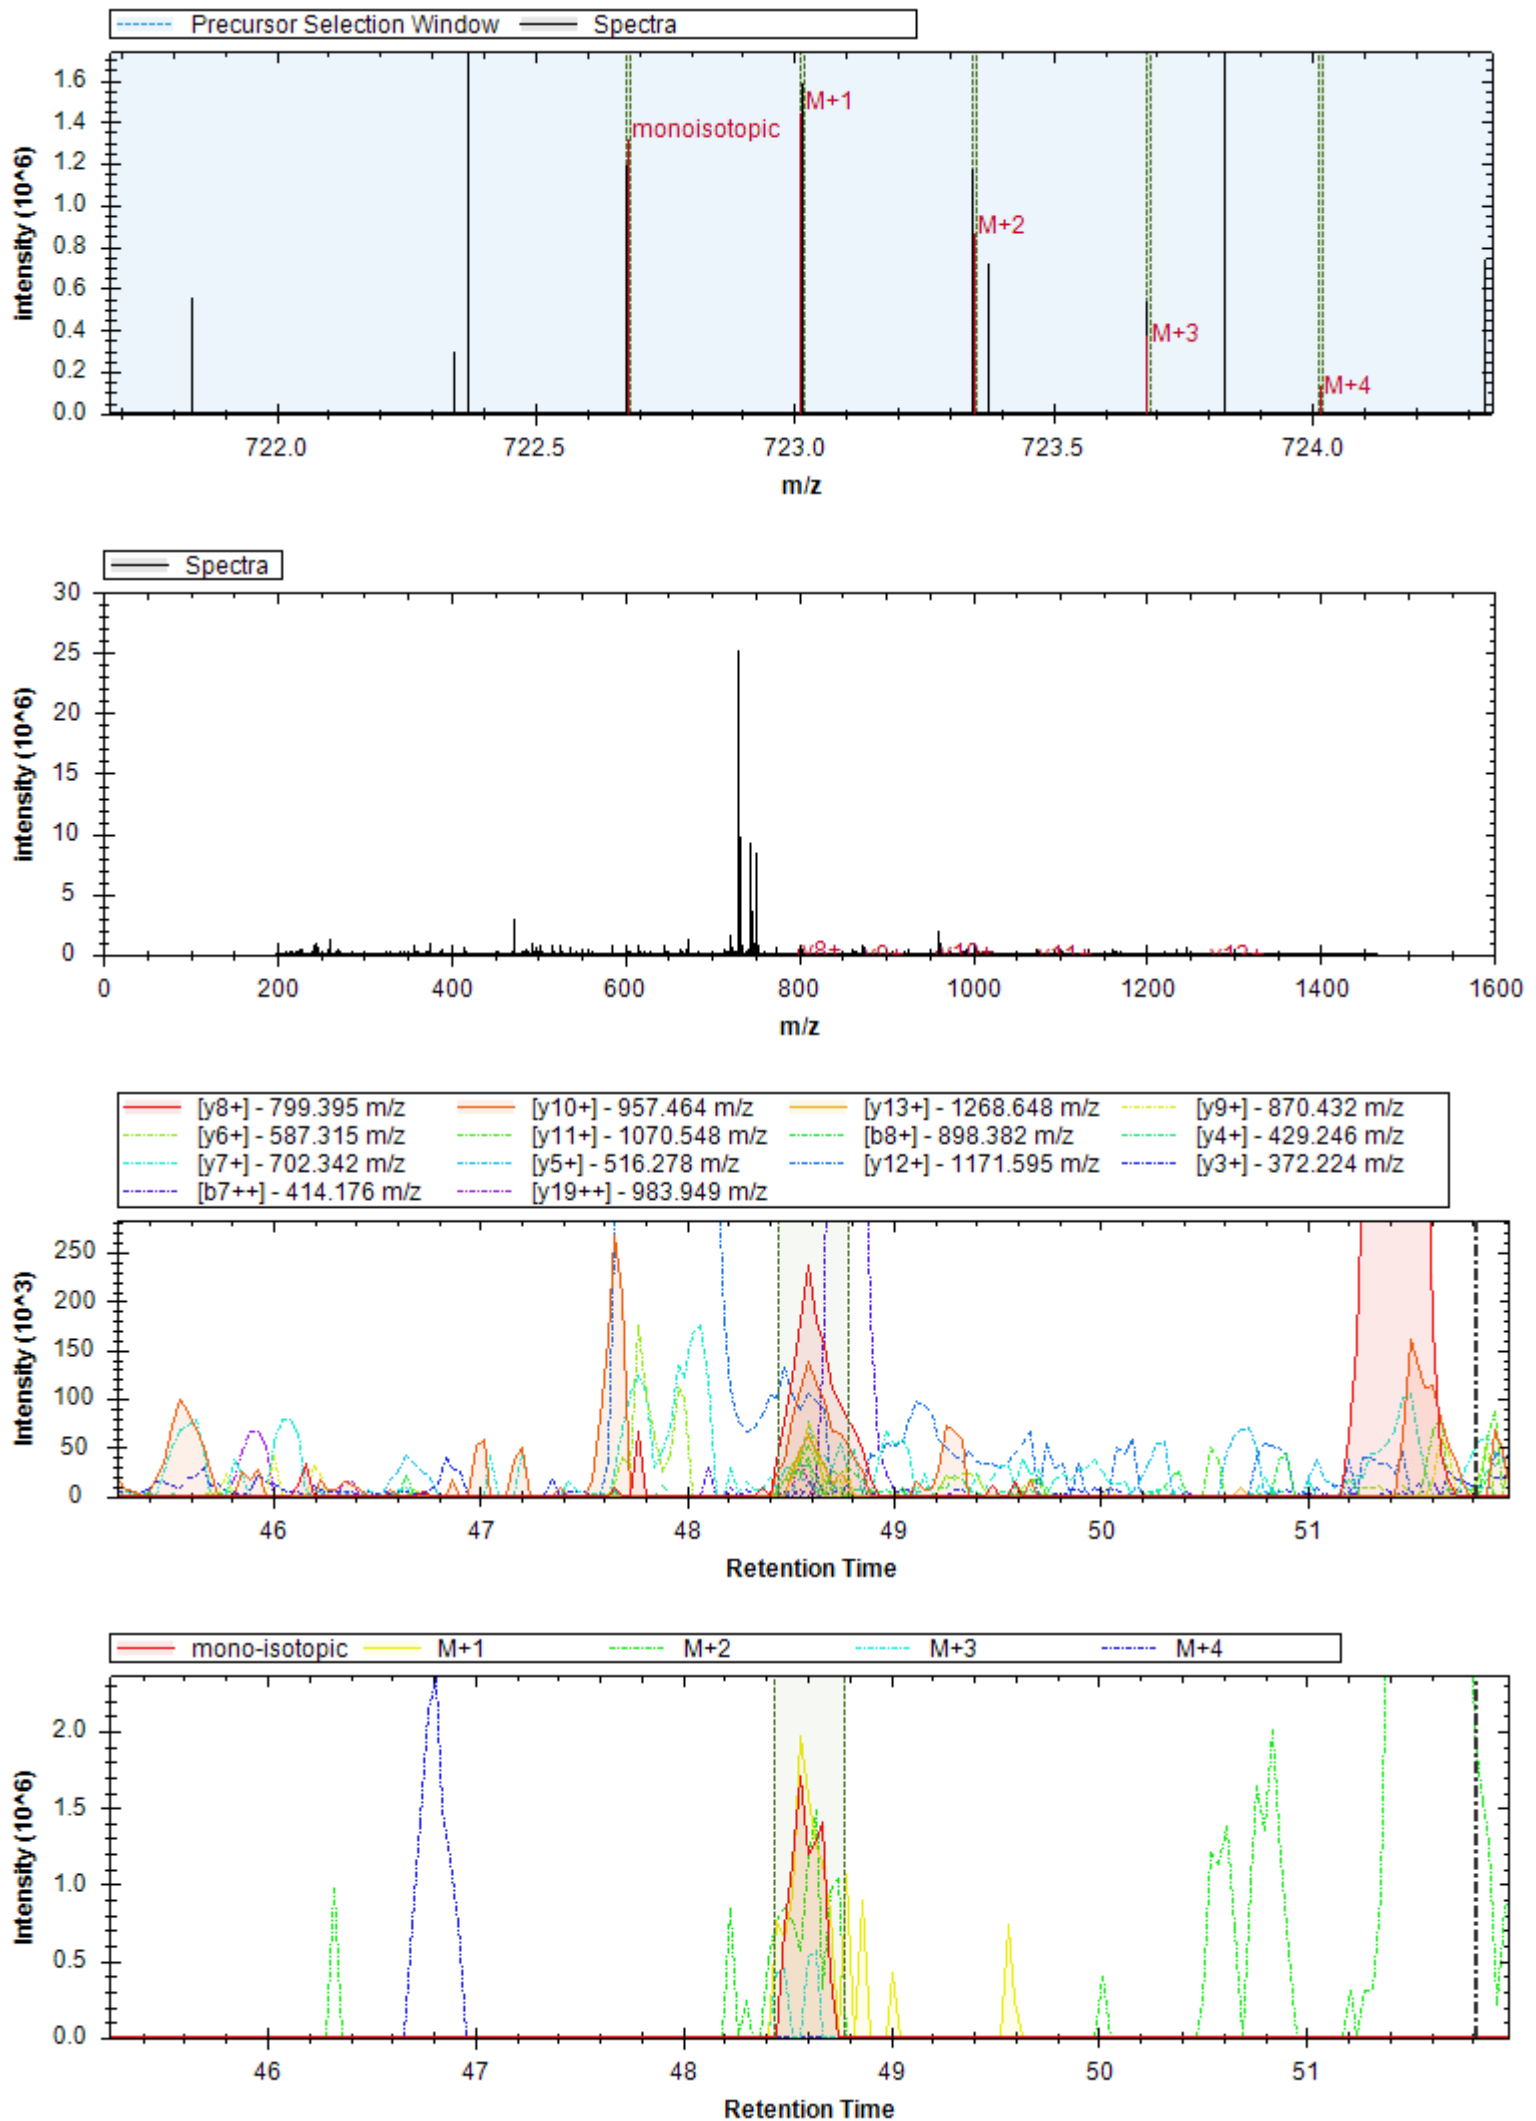 Precursor Selection Window Spectra
intensity (10^6)
1.6
1.4
1.2
1.0
0.8
0.6
0.4
0.2
0.0
monoisotopic
M+1
M+2
M+3
M+4
722.0 722.5 723.0 723.5 724.0
m/z
Spectra
intensity (10^6)
30
25
20
15
10
5
0
y8+ y10+ y11+
0 200 400 600 800 1000 1200 1400 1600
m/z
[y8+] - 799.395 m/z [y10+] - 957.464 m/z [y13+] - 1268.648 m/z [y9+] - 870.432 m/z
[y6+] - 587.315 m/z [y11+] - 1070.548 m/z [b8+] - 898.382 m/z [y4+] - 429.246 m/z
[y7+] - 702.342 m/z [y5+] - 516.278 m/z [y12+] - 1171.595 m/z [y3+] - 372.224 m/z
[b7++] - 414.176 m/z [y19++] - 983.949 m/z
Intensity (10^3)
250
200
150
100
50
0
46 47 48 49 50 51
Retention Time
mono-isotopic M+1 M+2 M+3 M+4
Intensity (10^6)
2.0
1.5
1.0
0.5
0.0
46 47 48 49 50 51
Retention Time